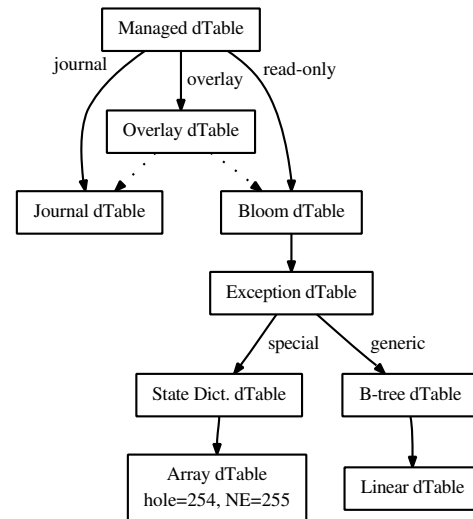 Managed dTable
journal
overlay
read-only
Overlay dTable
Journal dTable
Bloom dTable
Exception dTable
special
generic
State Dict. dTable
B-tree dTable
Array dTable
hole=254, NE=255
Linear dTable